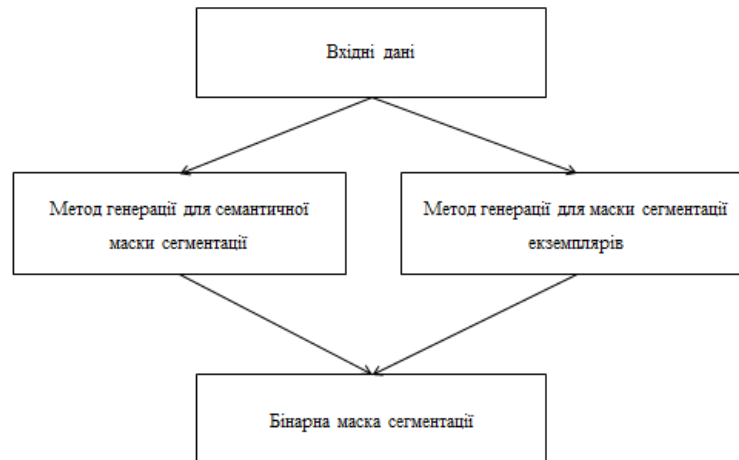 Вхідні дані
Метод генерації для семантичної
маски сегментації
Метод генерації для маски сегментації
екземплярів
Бінарна маска сегментації